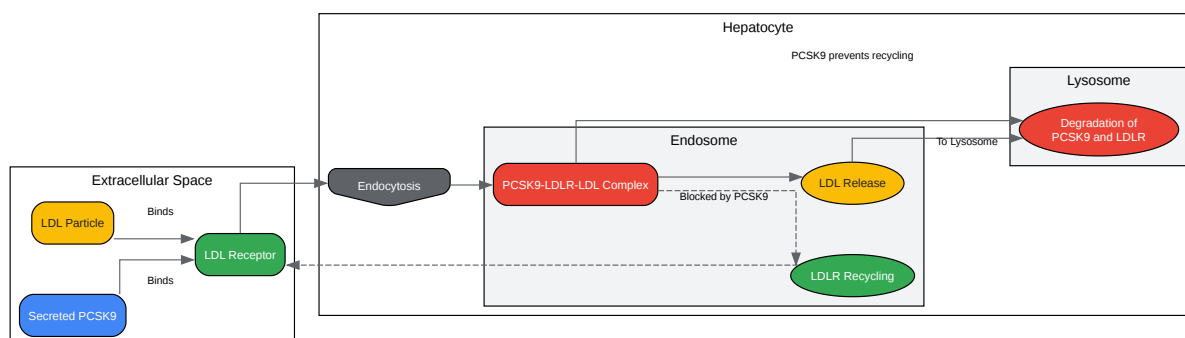 Hepatocyte
PCSK9 prevents recycling
Lysosome
Degradation of
PCSK9 and LDLR
To Lysosome
Endosome
PCSK9-LDLR-LDL Complex
LDL Release
Blocked by PCSK9
LDLR Recycling
Endocytosis
Extracellular Space
LDL Particle
Binds
LDL Receptor
Binds
Secreted PCSK9